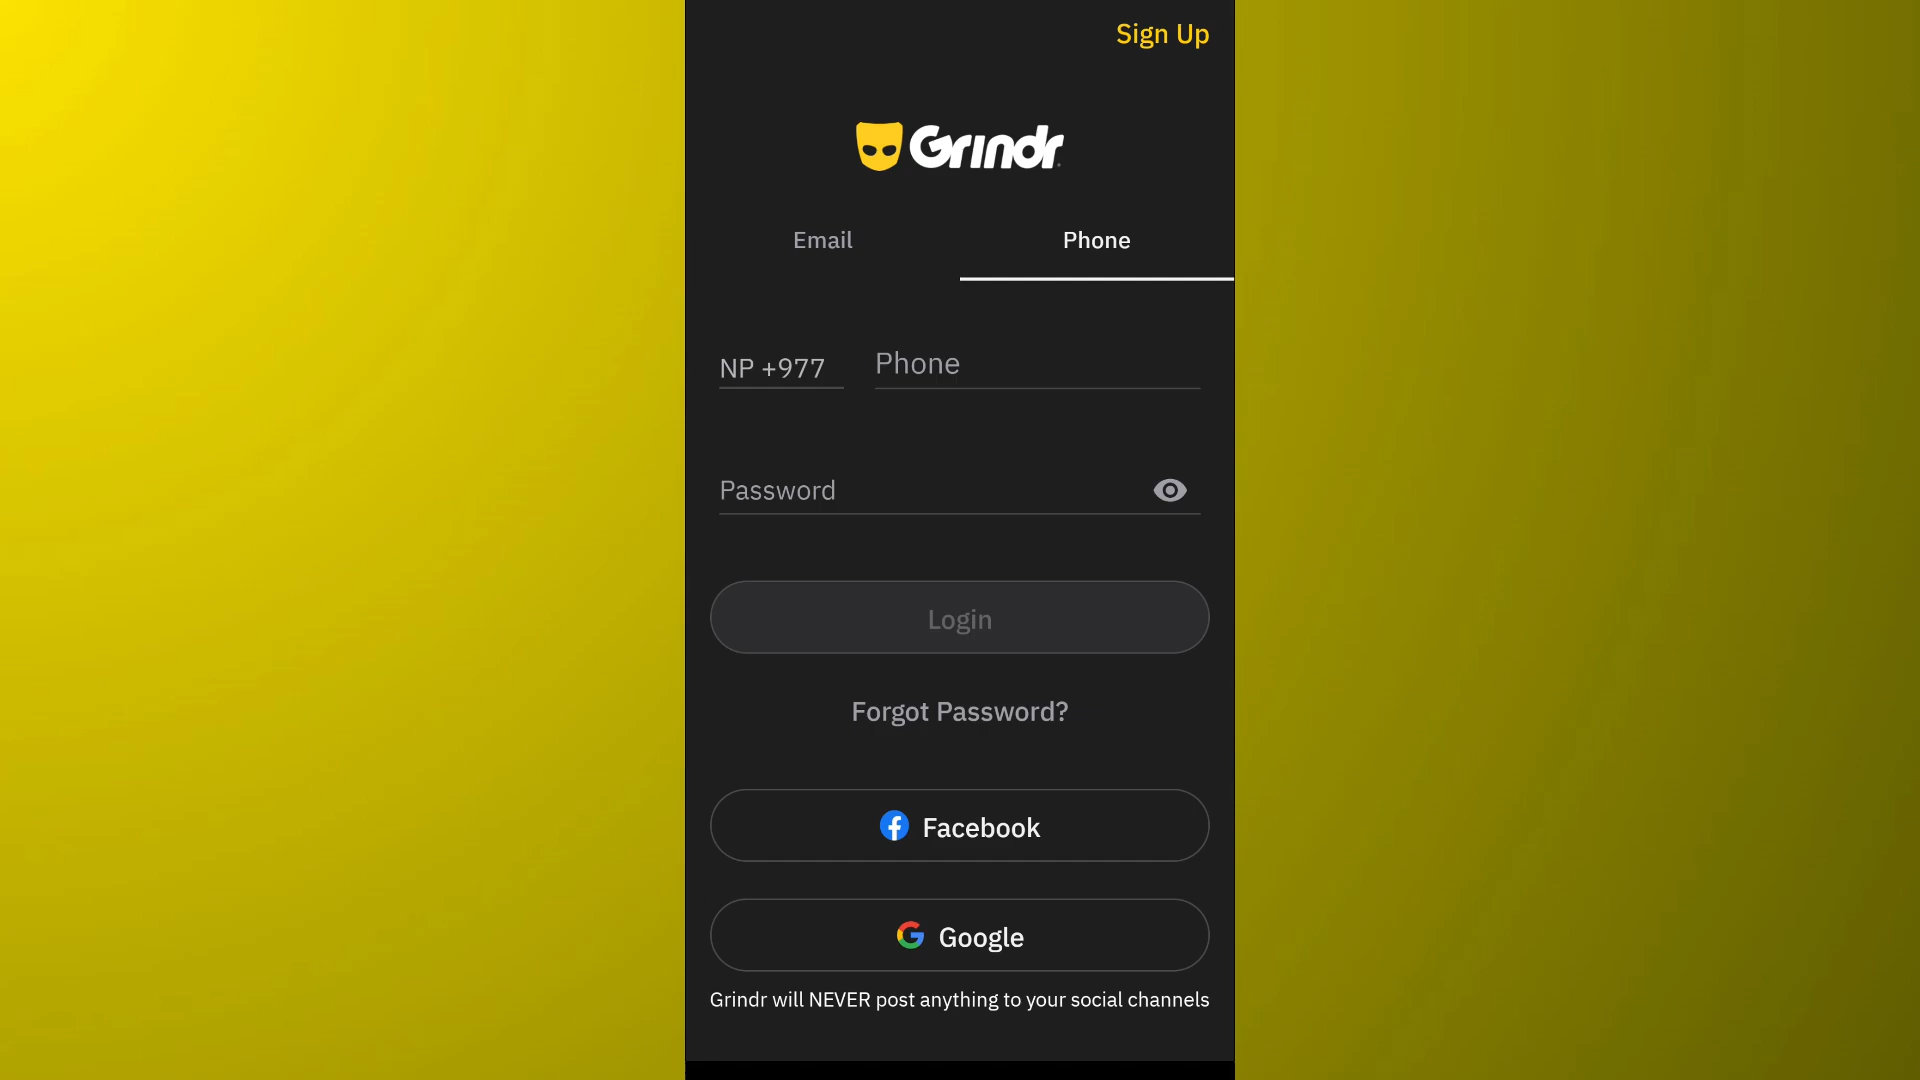 Sign Up
Grindr
Email Phone
NP +977 Phone
Password
Login
Forgot Password?
Facebook
Google
Grindr will NEVER post anything to your social channels